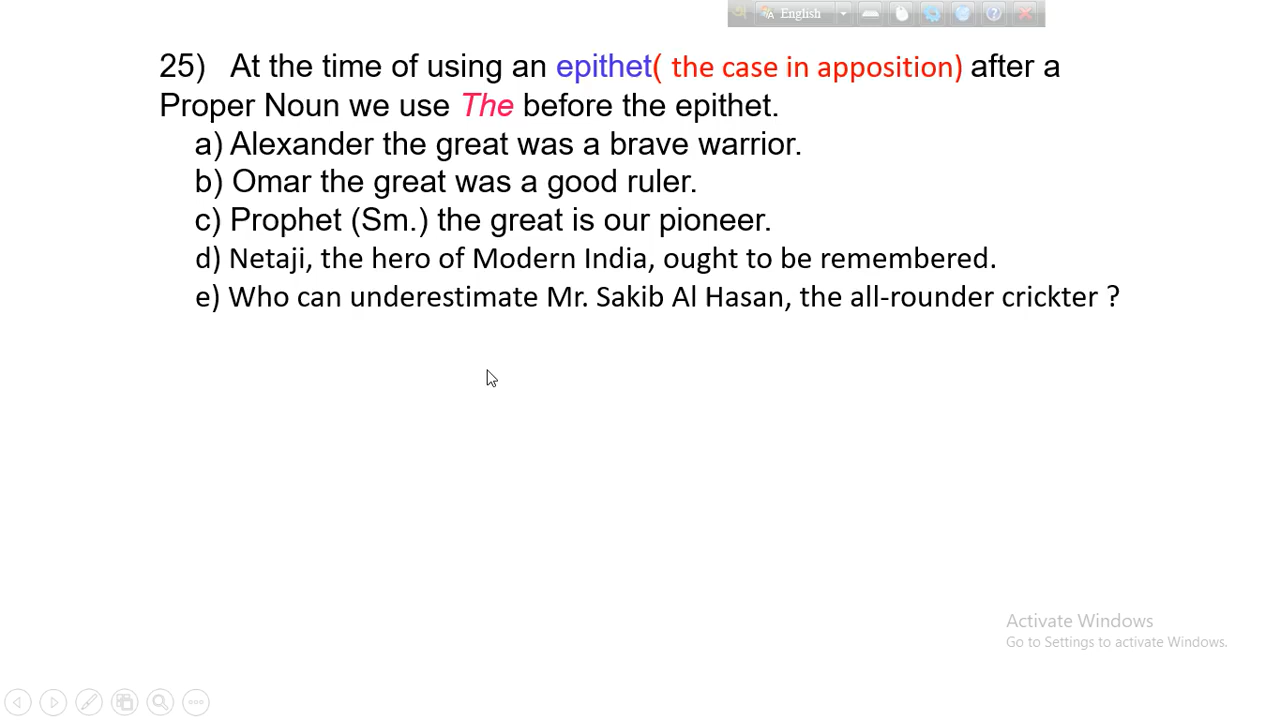 English
25) At the time of using an epithet( the case in apposition) after a
Proper Noun we use The before the epithet.
a) Alexander the great was a brave warrior.
b) Omar the great was a good ruler.
c) Prophet (Sm.) the great is our pioneer.
d) Netaji, the hero of Modern India, ought to be remembered.
e) Who can underestimate Mr. Sakib Al Hasan, the all-rounder crickter ?
Activate Windows
Go to Settings to activate Windows.